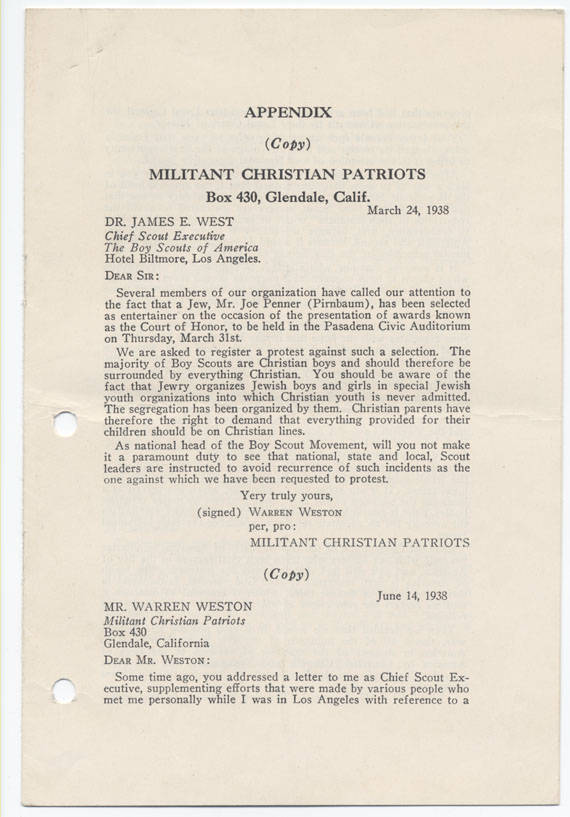 APPENDIX
(Copy)
MILITANT CHRISTIAN PATRIOTS
Box 430, Glendale, Calif.
March 24, 1938
DR. JAMES E. WEST
Chief Scout Executive
The Boy Scouts of America
Hotel Biltmore, Los Angeles.
DEAR SIR:
Several members of our organization have called our attention to
the fact that a Jew, Mr. Joe Penner (Pirnbaum), has been selected
as entertainer on the occasion of the presentation of awards known
as the Court of Honor, to be held in the Pasadena Civic Auditorium
on Thursday, March 31st.
We are asked to register a protest against such a selection. The
majority of Boy Scouts are Christian boys and should therefore be
surrounded by everything Christian. You should be aware of the
fact that Jewry organizes Jewish boys and girls in special Jewish
youth organizations into which Christian youth is never admitted.
The segregation has been organized by them. Christian parents have
therefore the right to demand that everything provided for their
children should be on Christian lines.
As national head of the Boy Scout Movement, will you not make
it a paramount duty to see that national, state and local, Scout
leaders are instructed to avoid recurrence of such incidents as the
one against which we have been requested to protest.
Yery truly yours,
(signed) WARREN WESTON
per, pro:
MILITANT CHRISTIAN PATRIOTS
(Copy)
June 14, 1938
MR. WARREN WESTON
Militant Christian Patriots
Box 430
Glendale, California
DEAR MR. WESTON:
Some time ago, you addressed a letter to me as Chief Scout Ex-
ecutive, supplementing efforts that were made by various people who
met me personally while I was in Los Angeles with reference to a